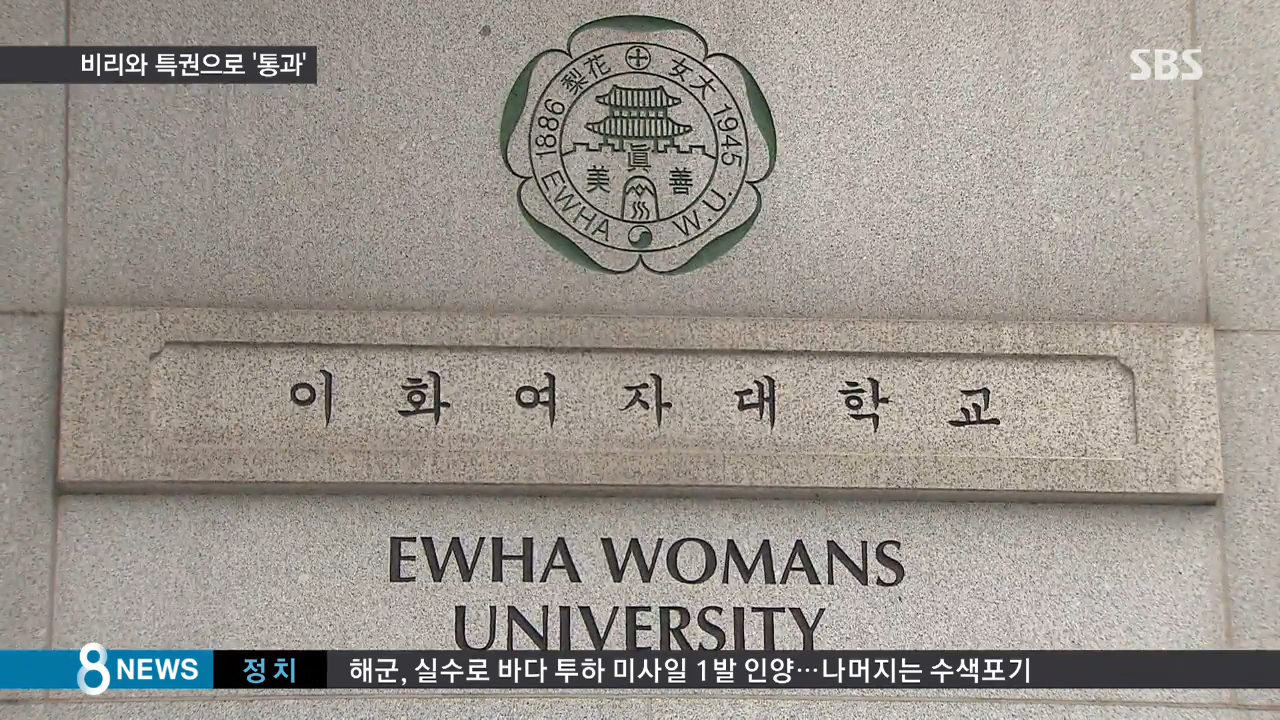 비리와 특권으로 '통과'
SBS
1886 梨花 女大 1945
眞
美 善
EWHA W.U.
이화여자대학교
EWHA WOMANS
UNIVERSITY
8 NEWS 정치 해군, 실수로 바다 투하 미사일 1발 인양…나머지는 수색포기